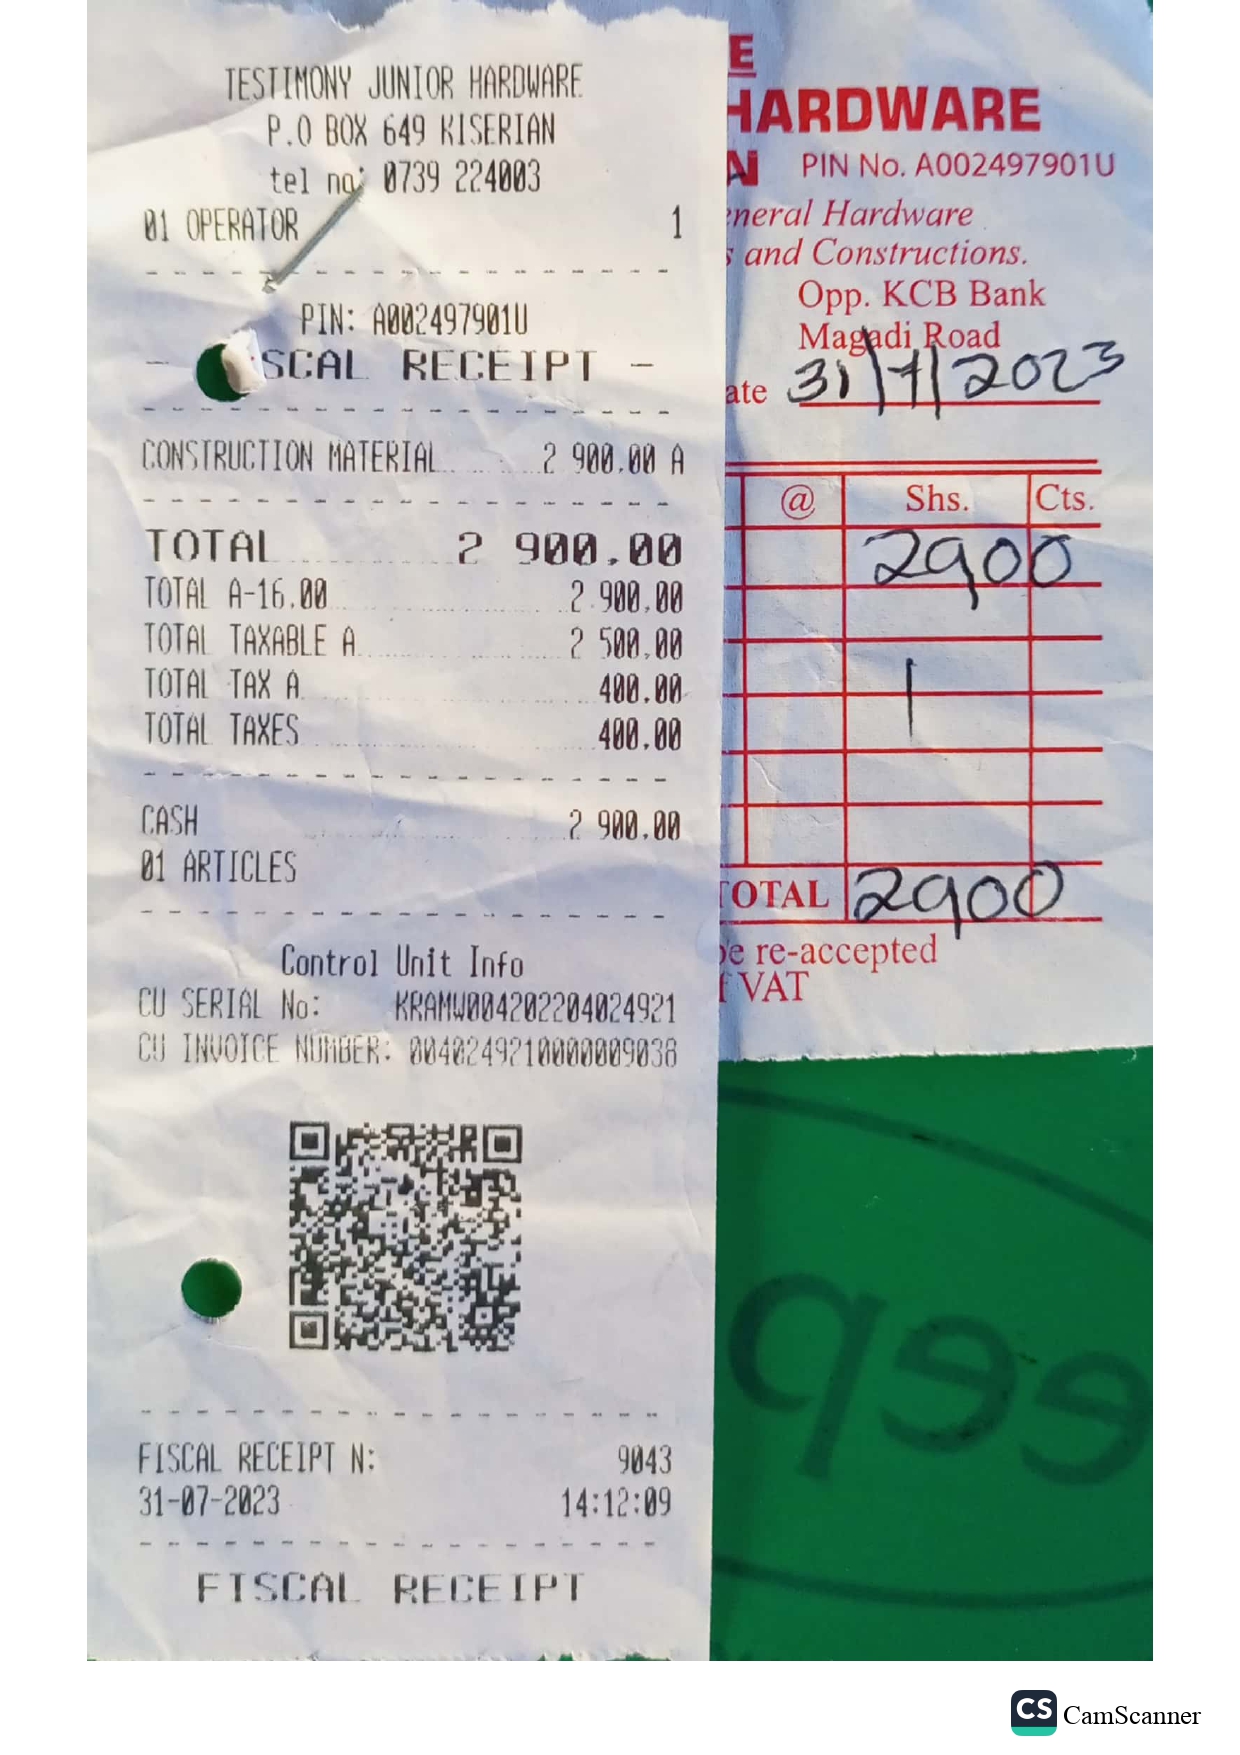 TESTIMONY JUNIOR HARDWARE
P.O BOX 649 KISERIAN
tel no: 0739 224003
01 OPERATOR 1
PIN: A002497901U
- SCAL RECEIPT -
CONSTRUCTION MATERIAL 2 900.00 A
TOTAL 2 900.00
TOTAL A-16.00 2 900.00
TOTAL TAXABLE A 2 500.00
TOTAL TAX A 400.00
TOTAL TAXES 400.00
CASH 2 900.00
01 ARTICLES
Control Unit Info
CU SERIAL No: KRAMW004202204024921
CU INVOICE NUMBER: 0040249210000009038
FISCAL RECEIPT N: 9043
31-07-2023 14:12:09
FISCAL RECEIPT
E
HARDWARE
N PIN No. A002497901U
eneral Hardware
s and Constructions.
Opp. KCB Bank
Magadi Road
ate 31/7/2023
@ Shs. Cts.
2900
TOTAL 2900
be re-accepted
f VAT
CS CamScanner